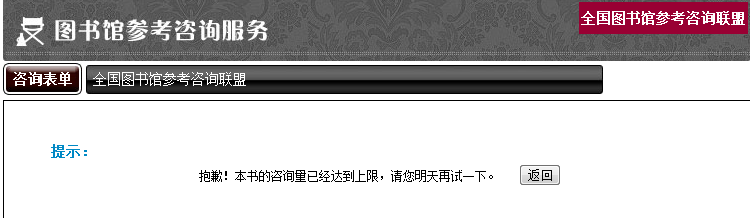 图书馆参考咨询服务
全国图书馆参考咨询联盟
咨询表单
全国图书馆参考咨询联盟
提示：
抱歉！本书的咨询量已经达到上限，请您明天再试一下。
返回